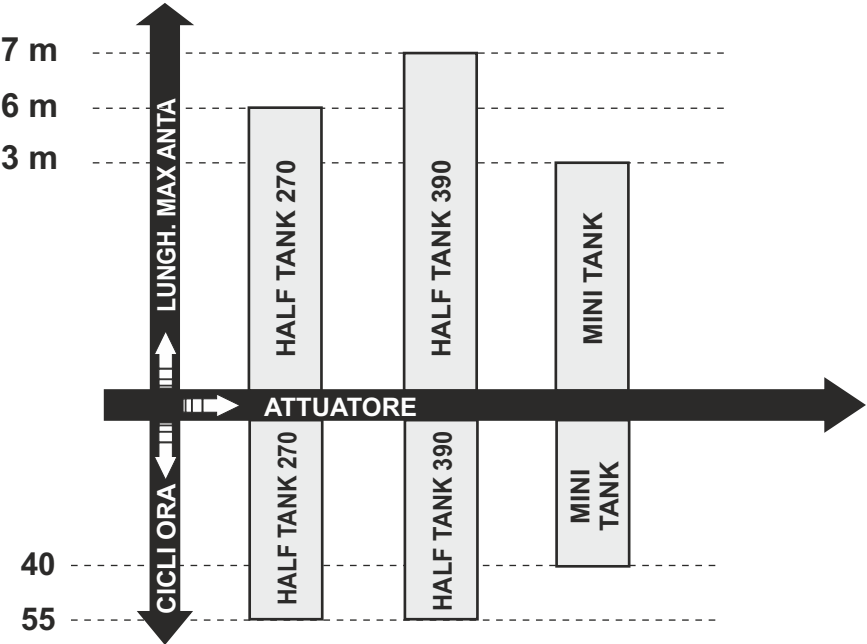 7 m
6 m
3 m
LUNGH. MAX ANTA
HALF TANK 270
HALF TANK 390
MINI TANK
ATTUATORE
CICLI ORA
HALF TANK 270
HALF TANK 390
MINI
TANK
40
55